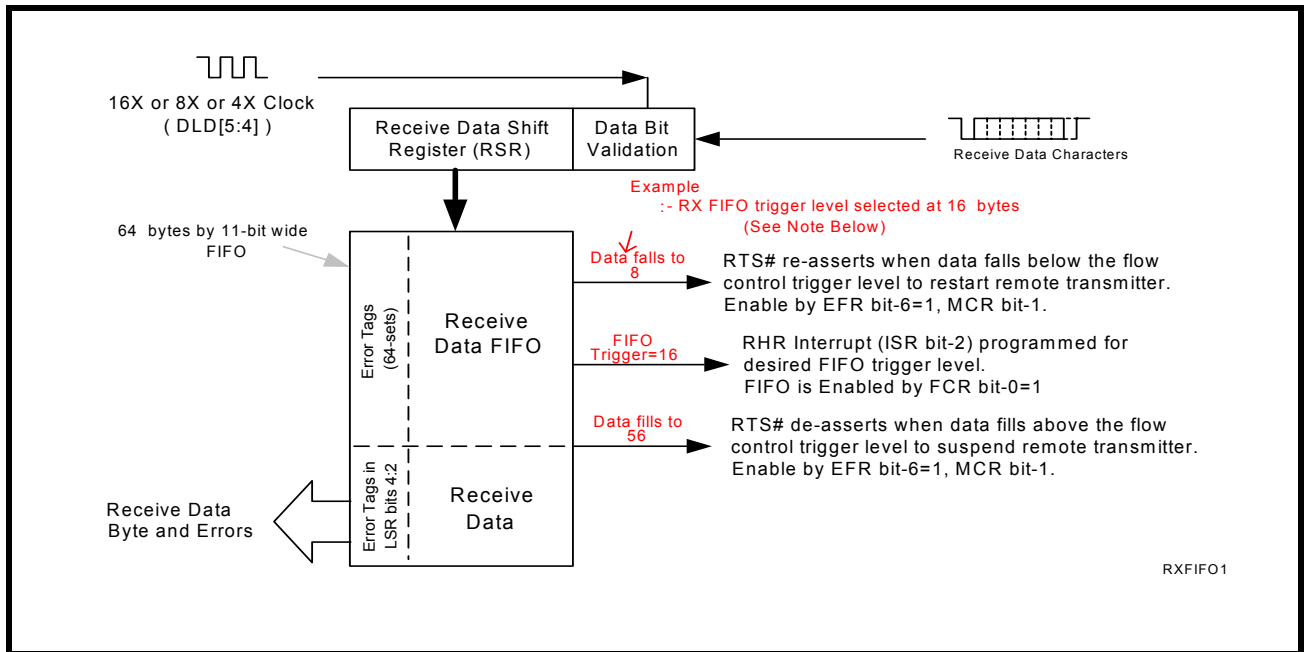 16X or 8X or 4X Clock
( DLD[5:4] )
Receive Data Shift
Register (RSR)
Data Bit
Validation
Receive Data Characters
Example
:- RX FIFO trigger level selected at 16 bytes
(See Note Below)
64 bytes by 11-bit wide
FIFO
Data falls to
8
RTS# re-asserts when data falls below the flow
control trigger level to restart remote transmitter.
Enable by EFR bit-6=1, MCR bit-1.
Error Tags
(64-sets)
Receive
Data FIFO
FIFO
Trigger=16
RHR Interrupt (ISR bit-2) programmed for
desired FIFO trigger level.
FIFO is Enabled by FCR bit-0=1
Data fills to
56
RTS# de-asserts when data fills above the flow
control trigger level to suspend remote transmitter.
Enable by EFR bit-6=1, MCR bit-1.
Error Tags in
LSR bits 4:2
Receive
Data
Receive Data
Byte and Errors
RXFIFO1